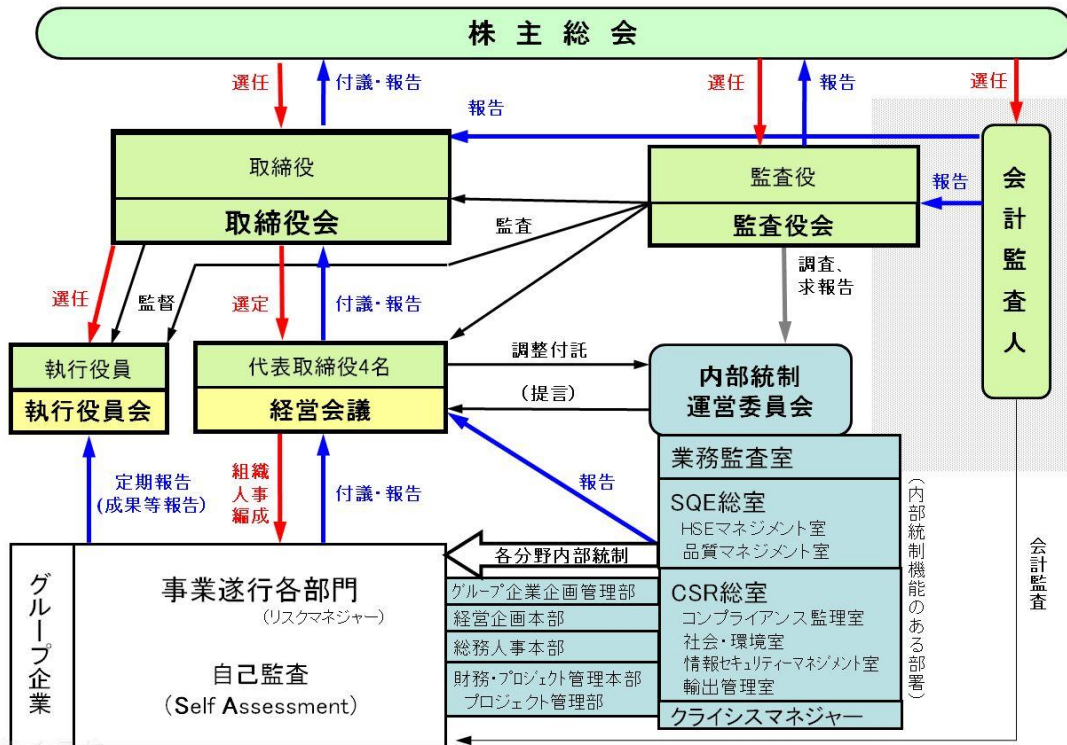 株主総会
選任
付議・報告
選任
報告
選任
報告
取締役
取締役会
監査役
監査役会
報告
会計監査人
監査
選任
監督
選定
付議・報告
調査、
求報告
執行役員
執行役員会
代表取締役4名
経営会議
調整付託
(提言)
内部統制
運営委員会
定期報告
(成果等報告)
組織
人事
編成
付議・報告
報告
業務監査室
SQE総室
HSEマネジメント室
品質マネジメント室
(内部統制機能のある部署)
会計監査
各分野内部統制
グループ企業
事業遂行各部門
(リスクマネジャー)
自己監査
(Self Assessment)
グループ企業企画管理部
経営企画本部
総務人事本部
財務・プロジェクト管理本部
プロジェクト管理部
CSR総室
コンプライアンス監理室
社会・環境室
情報セキュリティーマネジメント室
輸出管理室
クライシスマネジャー